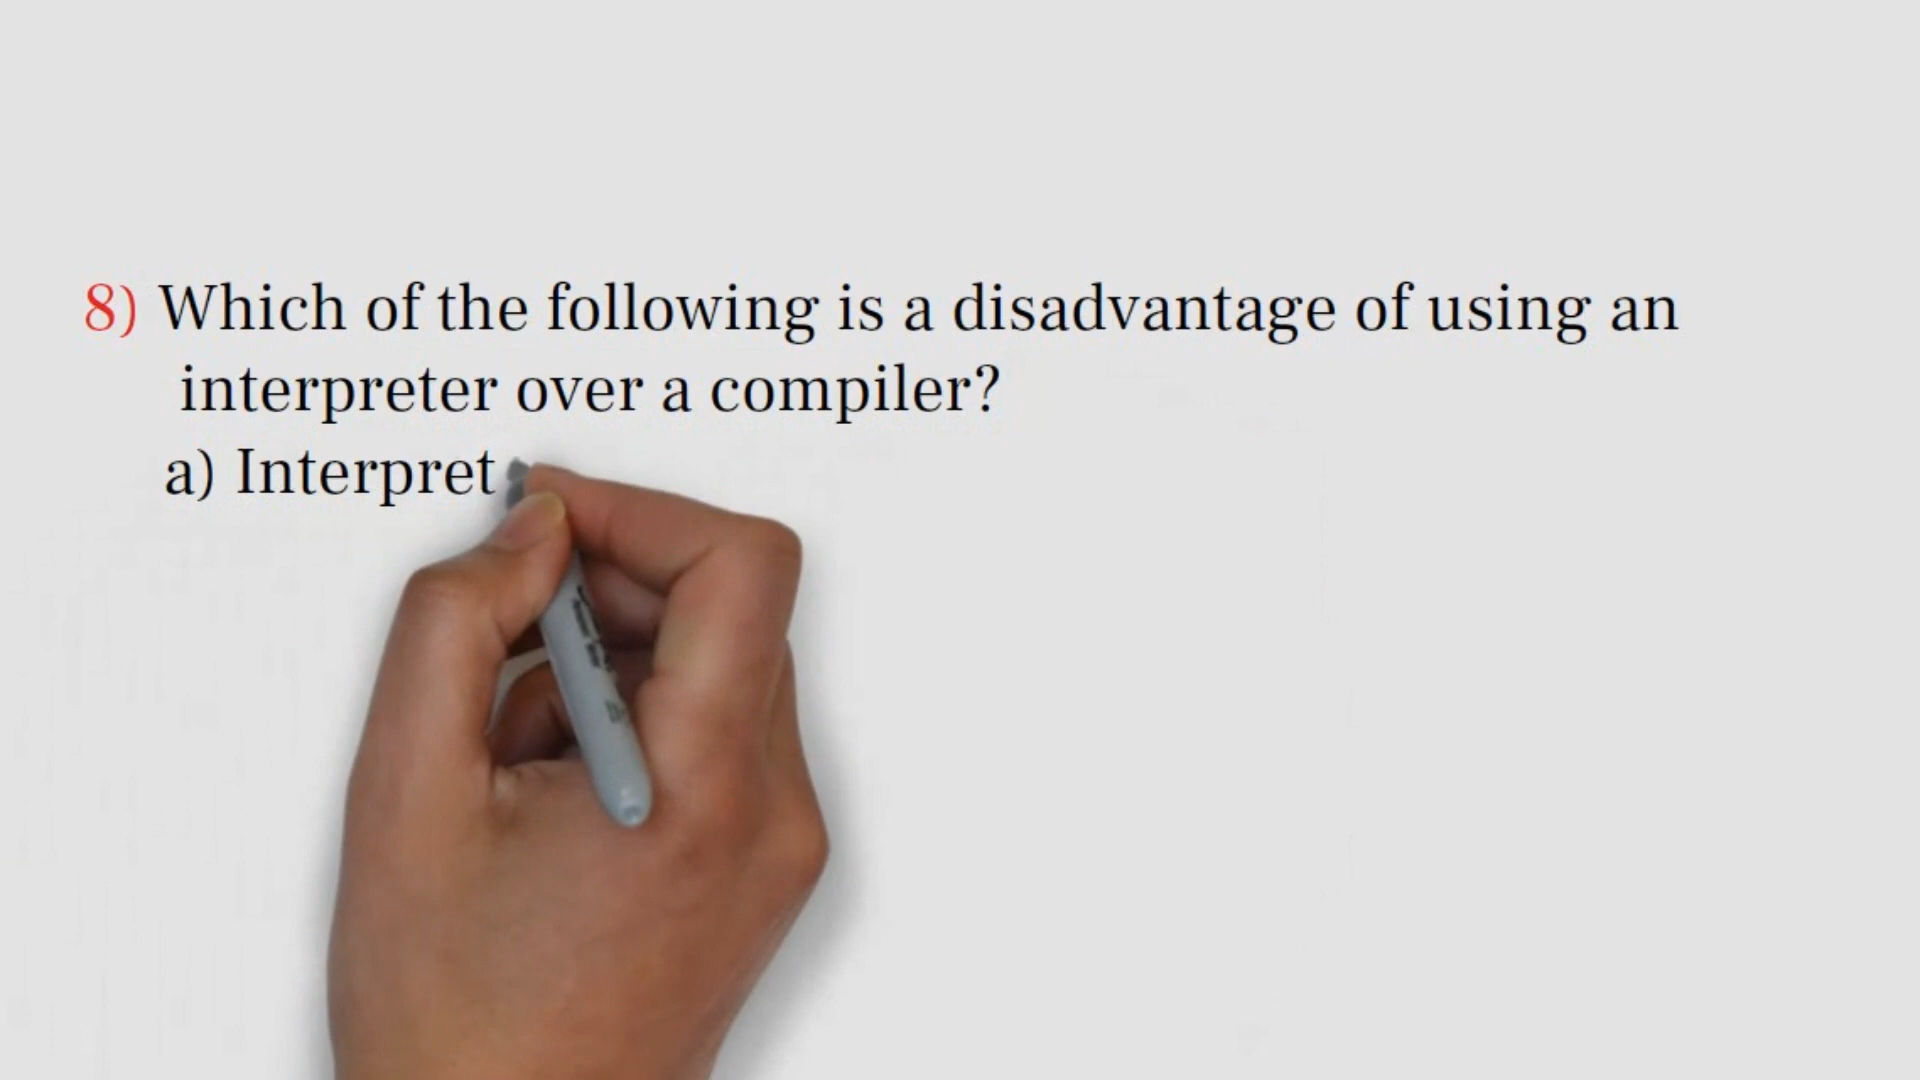 8) Which of the following is a disadvantage of using an
interpreter over a compiler?
a) Interpret